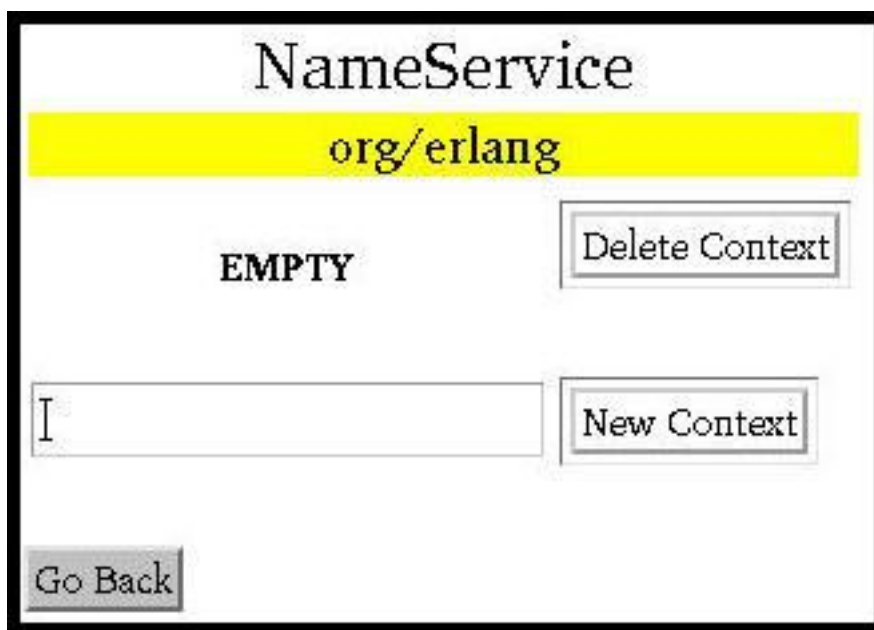 NameService
org/erlang
EMPTY
Delete Context
New Context
Go Back